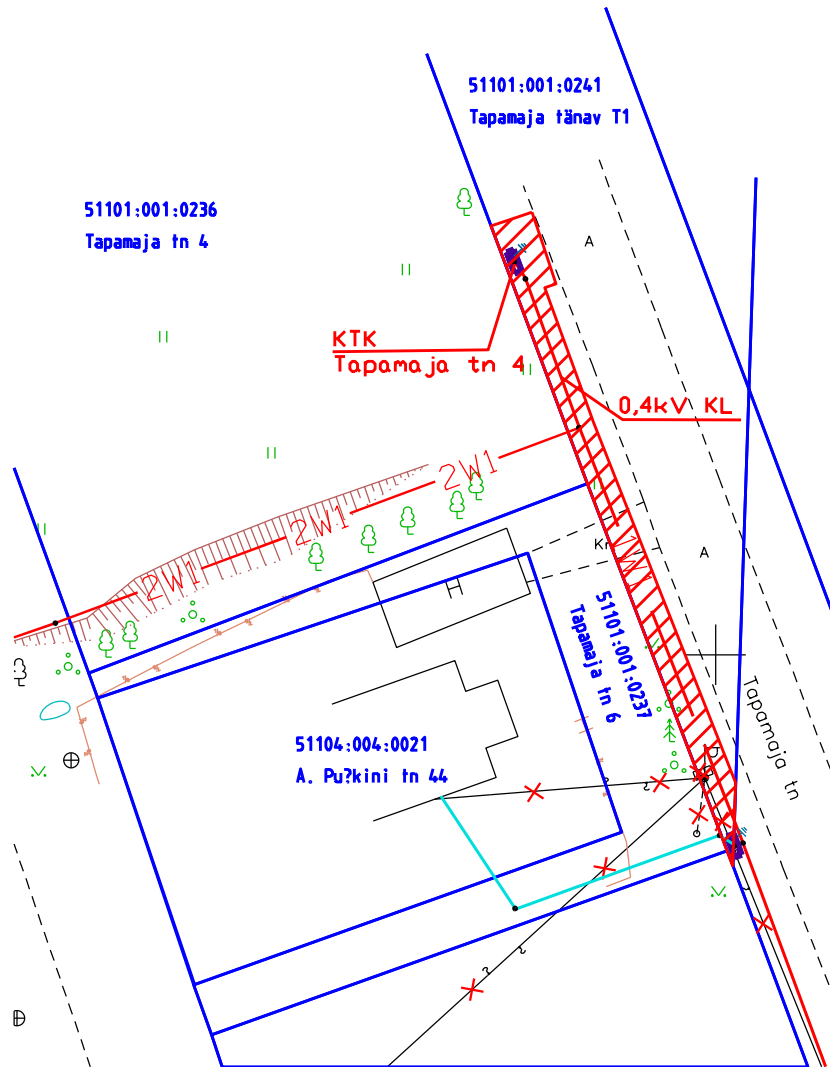 51101:001:0241
Tapamaja tänav T1
51101:001:0236
Tapamaja tn 4
A
KTK
Tapamaja tn 4
0,4kV KL
2W1
2W1
2W1
Kr
A
H
51101:001:0237
Tapamaja tn 6
Tapamaja tn
51104:004:0021
A. Pu?kini tn 44